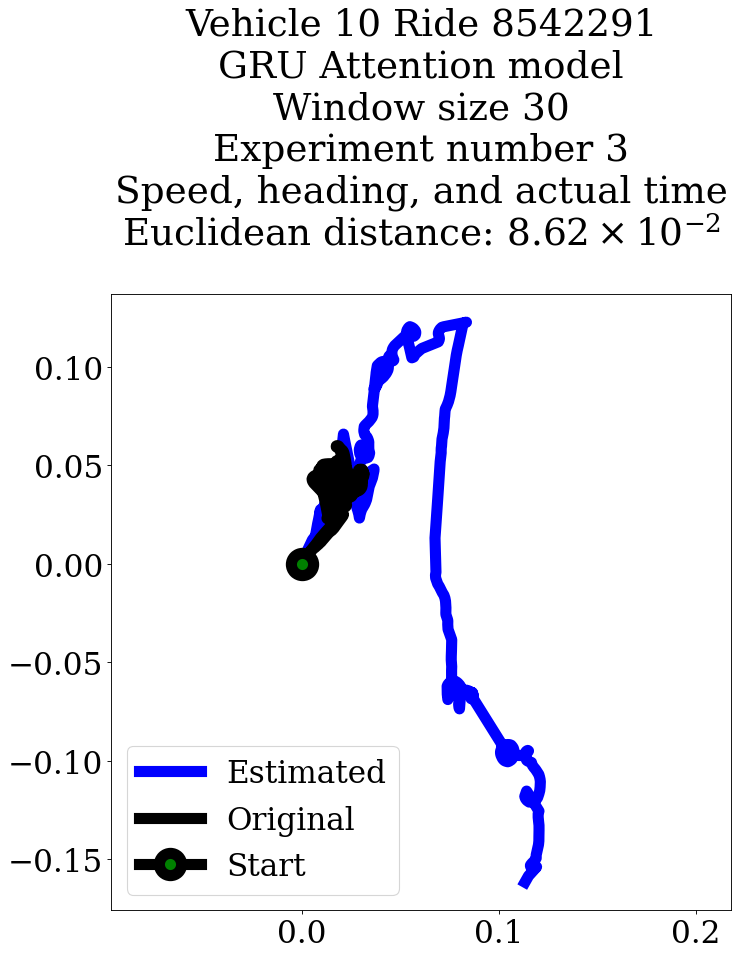 Vehicle 10 Ride 8542291
GRU Attention model
Window size 30
Experiment number 3
Speed, heading, and actual time
Euclidean distance: 8.62 × 10⁻²
0.10
0.05
0.00
−0.05
−0.10
−0.15
Estimated
Original
Start
0.0 0.1 0.2